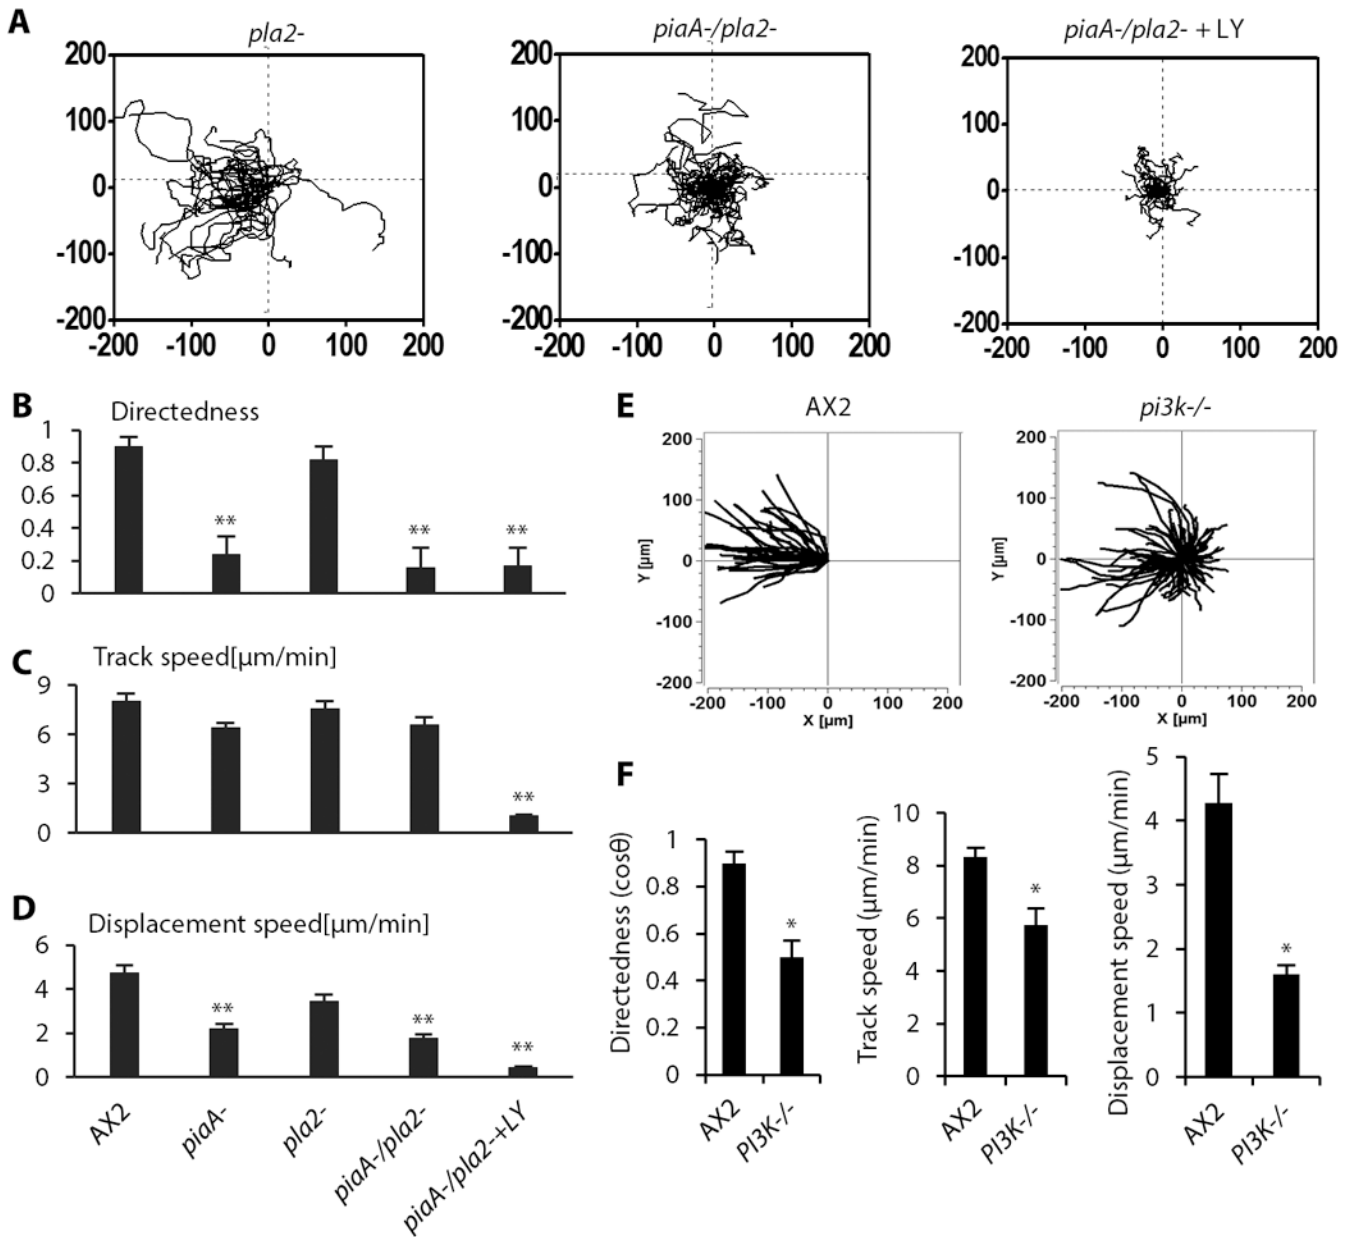 A
pla2-
piaA-/pla2-
piaA-/pla2- + LY
200
100
0
-100
-200
-200 -100 0 100 200
200
100
0
-100
-200
-200 -100 0 100 200
200
100
0
-100
-200
-200 -100 0 100 200
B
Directedness
1
0.8
0.6
0.4
0.2
0
**
**
**
C
Track speed[µm/min]
9
6
3
0
**
D
Displacement speed[µm/min]
6
4
2
0
**
**
**
AX2
piaA-
pla2-
piaA-/pla2-
piaA-/pla2-+LY
E
AX2
pi3k-/-
200
100
0
-100
-200
Y [µm]
-200 -100 0 100 200
X [µm]
200
100
0
-100
-200
Y [µm]
-200 -100 0 100 200
X [µm]
F
Directedness (cosθ)
1
0.8
0.6
0.4
0.2
0
*
AX2
PI3K-/-
Track speed (µm/min)
10
8
6
4
2
0
*
AX2
PI3K-/-
Displacement speed (µm/min)
5
4
3
2
1
0
*
AX2
PI3K-/-